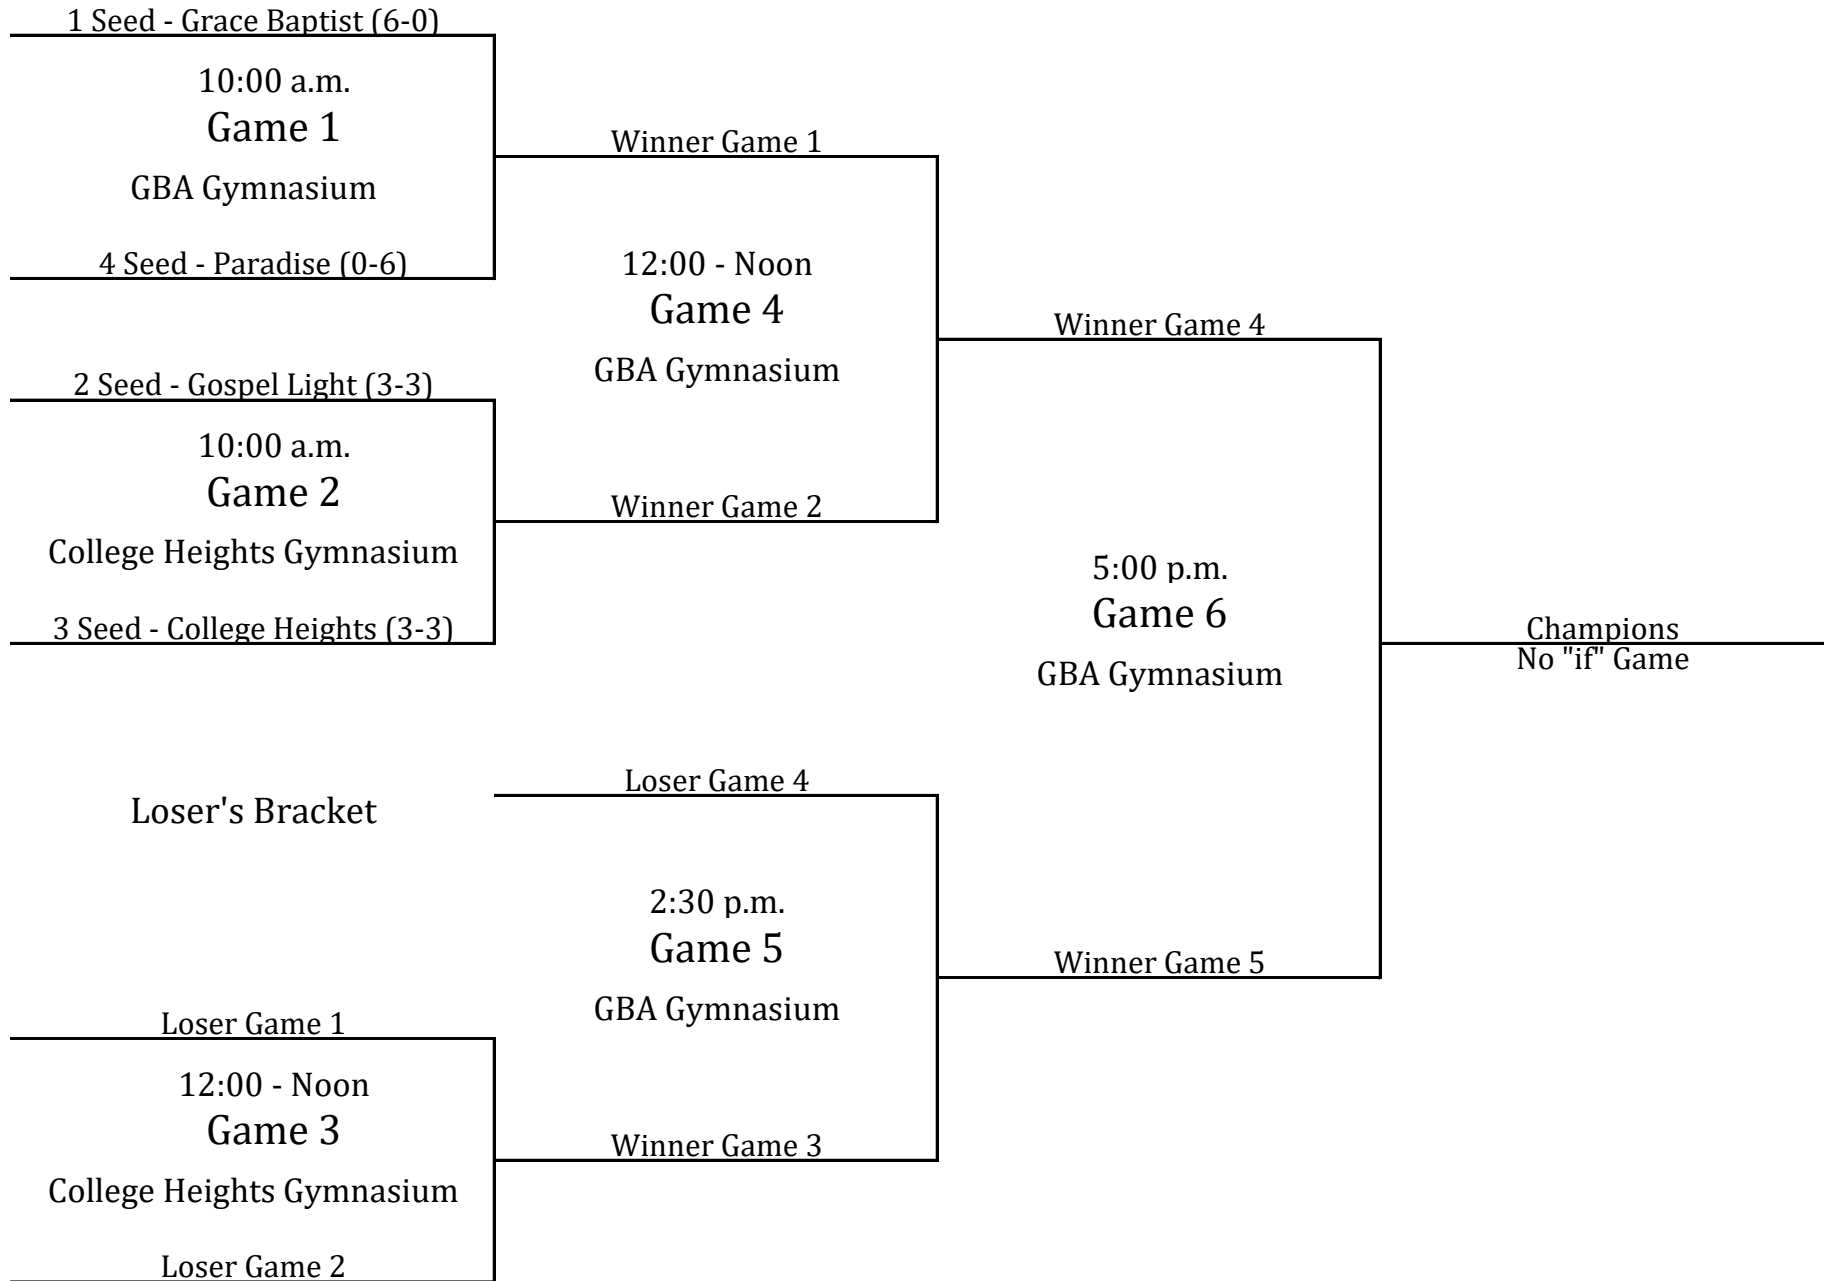 1 Seed - Grace Baptist (6-0)
10:00 a.m.
Game 1
GBA Gymnasium
4 Seed - Paradise (0-6)
2 Seed - Gospel Light (3-3)
10:00 a.m.
Game 2
College Heights Gymnasium
3 Seed - College Heights (3-3)
Winner Game 1
12:00 - Noon
Game 4
GBA Gymnasium
Winner Game 2
Winner Game 4
5:00 p.m.
Game 6
GBA Gymnasium
Champions
No "if" Game
Loser's Bracket
Loser Game 4
2:30 p.m.
Game 5
GBA Gymnasium
Winner Game 5
Loser Game 1
12:00 - Noon
Game 3
College Heights Gymnasium
Loser Game 2
Winner Game 3